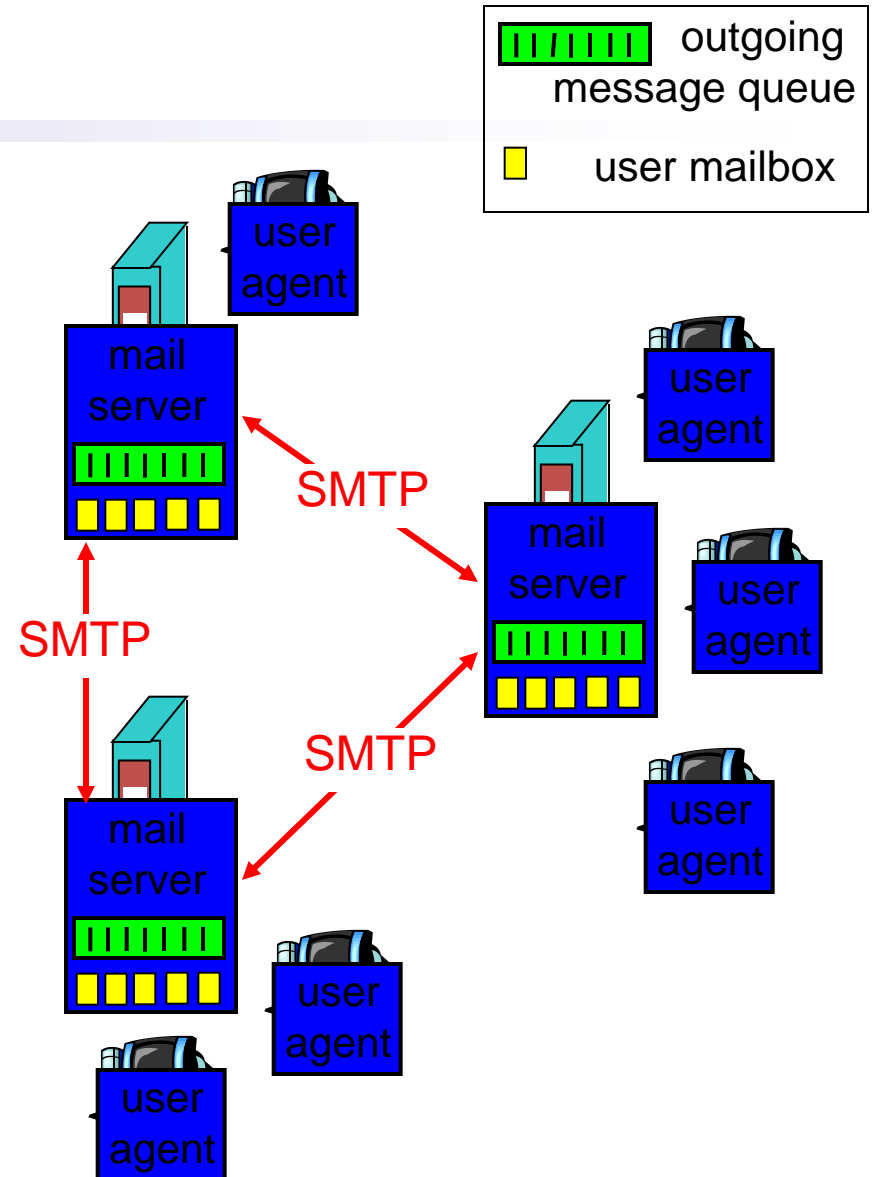 outgoing
message queue
user mailbox
user
agent
mail
server
user
agent
SMTP
mail
server
user
agent
SMTP
SMTP
user
agent
mail
server
user
agent
user
agent